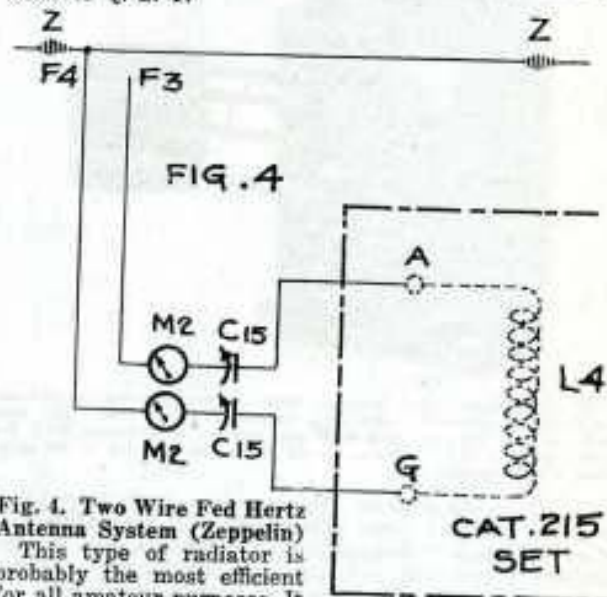 Z Z
F4 F3
FIG.4
A
M2 C15
L4
M2 C15
G
CAT.215
SET
Fig. 4. Two Wire Fed Hertz
Antenna System (Zeppelin)
This type of radiator is
probably the most efficient
for all amateur purposes. It